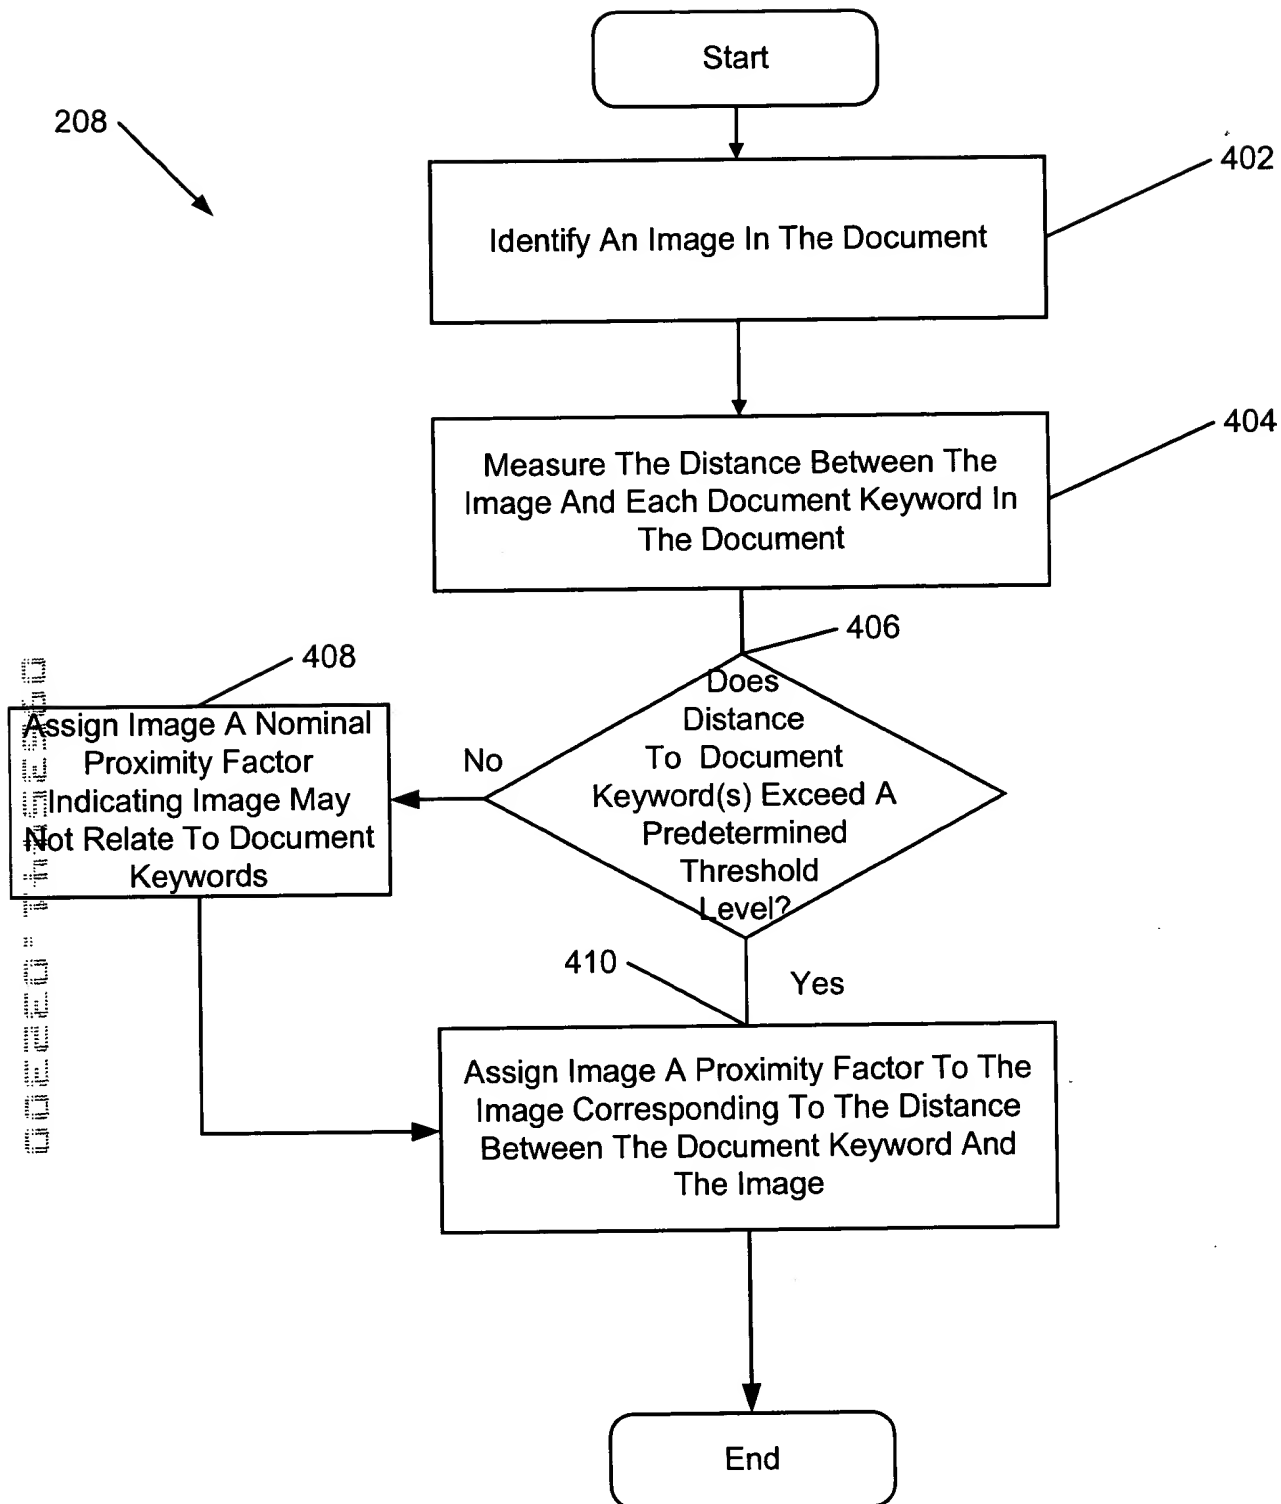 Start
208
402
Identify An Image In The Document
404
Measure The Distance Between The
Image And Each Document Keyword In
The Document
406
408
Does
Distance
To Document
Keyword(s) Exceed A
Predetermined
Threshold
Level?
No
Assign Image A Nominal
Proximity Factor
Indicating Image May
Not Relate To Document
Keywords
410
Yes
Assign Image A Proximity Factor To The
Image Corresponding To The Distance
Between The Document Keyword And
The Image
End